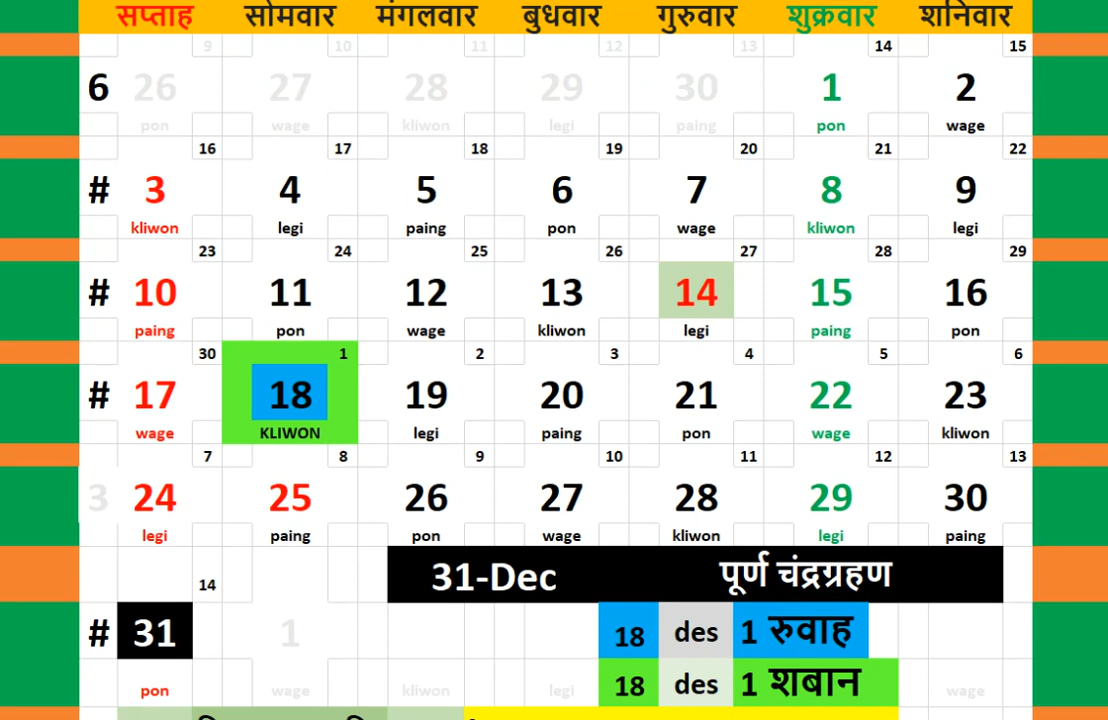 सप्ताह सोमवार मंगलवार बुधवार गुरुवार शुक्रवार शनिवार
9 10 11 12 13 14 15
6 26 27 28 29 30 1 2
pon wage kliwon legi paing pon wage
16 17 18 19 20 21 22
# 3 4 5 6 7 8 9
kliwon legi paing pon wage kliwon legi
23 24 25 26 27 28 29
# 10 11 12 13 14 15 16
paing pon wage kliwon legi paing pon
30 1 2 3 4 5 6
# 17 18 19 20 21 22 23
wage KLIWON legi paing pon wage kliwon
7 8 9 10 11 12 13
3 24 25 26 27 28 29 30
legi paing pon wage kliwon legi paing
14 31-Dec पूर्ण चंद्रग्रहण
# 31 1 18 des 1 रुवाह
18 des 1 शबान
pon wage kliwon legi wage